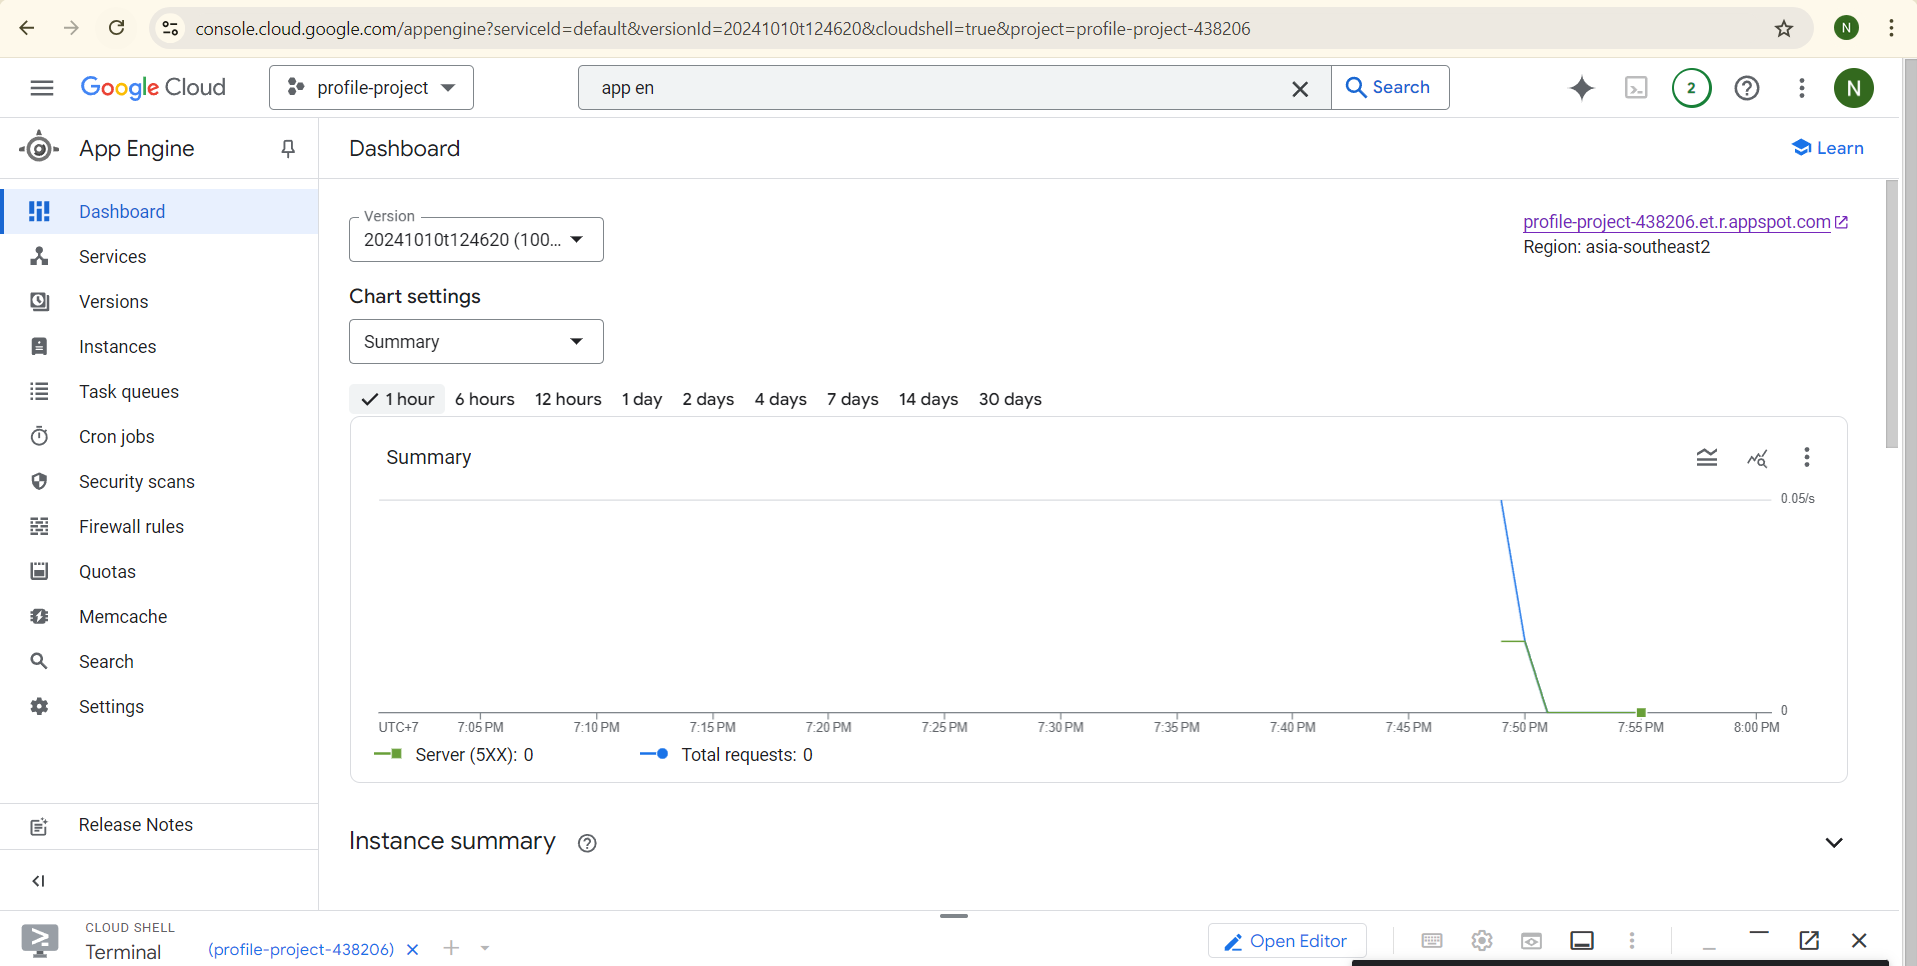 console.cloud.google.com/appengine?serviceId=default&versionId=20241010t124620&cloudshell=true&project=profile-project-438206
N
Google Cloud
profile-project
app en
Search
2
N
App Engine
Dashboard
Learn
Dashboard
Services
Versions
Instances
Task queues
Cron jobs
Security scans
Firewall rules
Quotas
Memcache
Search
Settings
Release Notes
Version
20241010t124620 (100...
profile-project-438206.et.r.appspot.com
Region: asia-southeast2
Chart settings
Summary
1 hour 6 hours 12 hours 1 day 2 days 4 days 7 days 14 days 30 days
Summary
0.05/s
0
UTC+7 7:05 PM 7:10 PM 7:15 PM 7:20 PM 7:25 PM 7:30 PM 7:35 PM 7:40 PM 7:45 PM 7:50 PM 7:55 PM 8:00 PM
Server (5XX): 0 Total requests: 0
Instance summary
CLOUD SHELL
Terminal
(profile-project-438206)
Open Editor